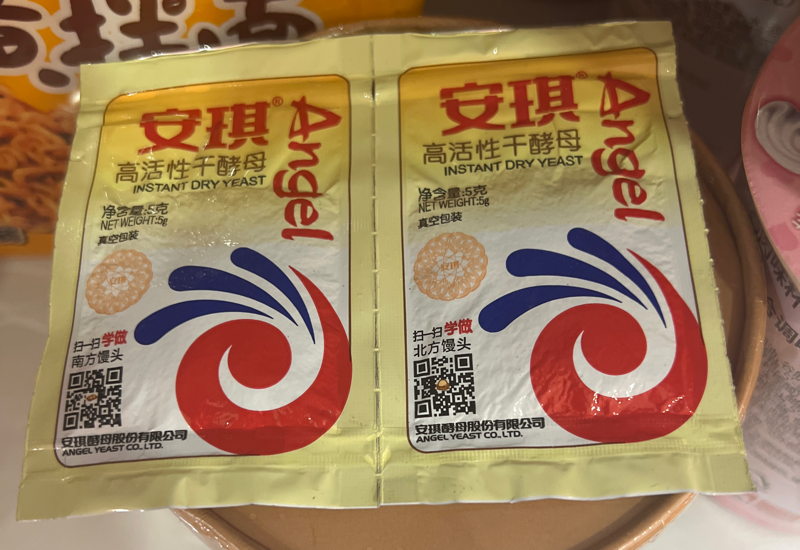 安琪®
Angel
高活性干酵母
INSTANT DRY YEAST
净含量:5克
NET WEIGHT:5g
真空包装
安琪
扫一扫学做
南方馒头
安琪酵母股份有限公司
ANGEL YEAST CO., LTD.
安琪®
Angel
高活性干酵母
INSTANT DRY YEAST
净含量:5克
NET WEIGHT:5g
真空包装
安琪
扫一扫学做
北方馒头
安琪酵母股份有限公司
ANGEL YEAST CO., LTD.